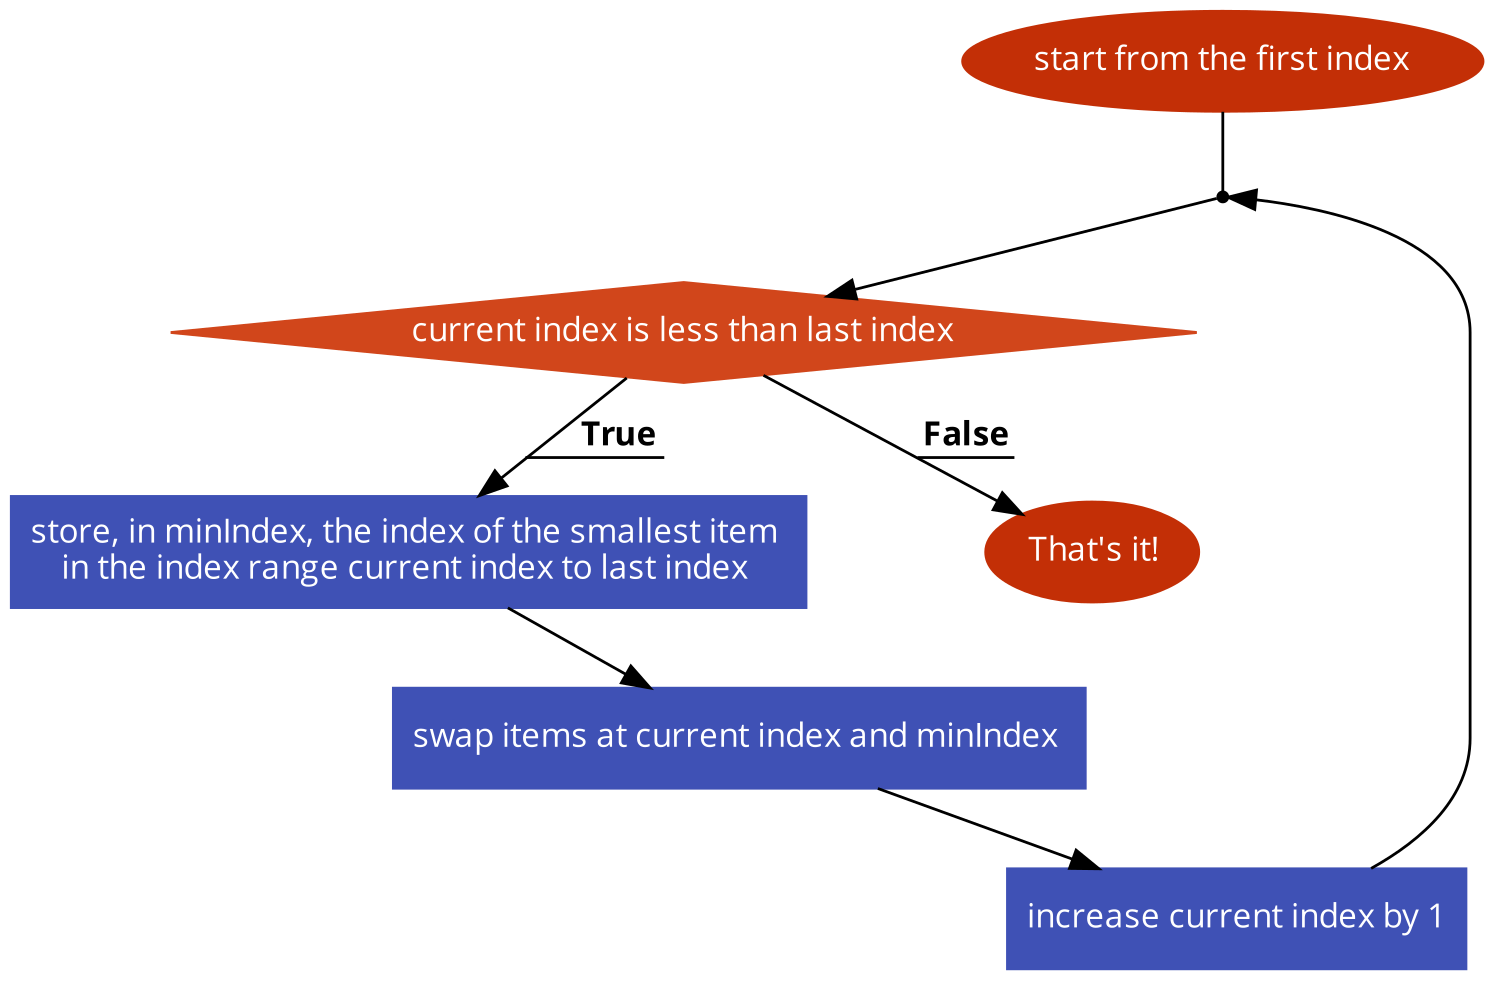 start from the first index
current index is less than last index
True
False
store, in minIndex, the index of the smallest item
in the index range current index to last index
That's it!
swap items at current index and minIndex
increase current index by 1